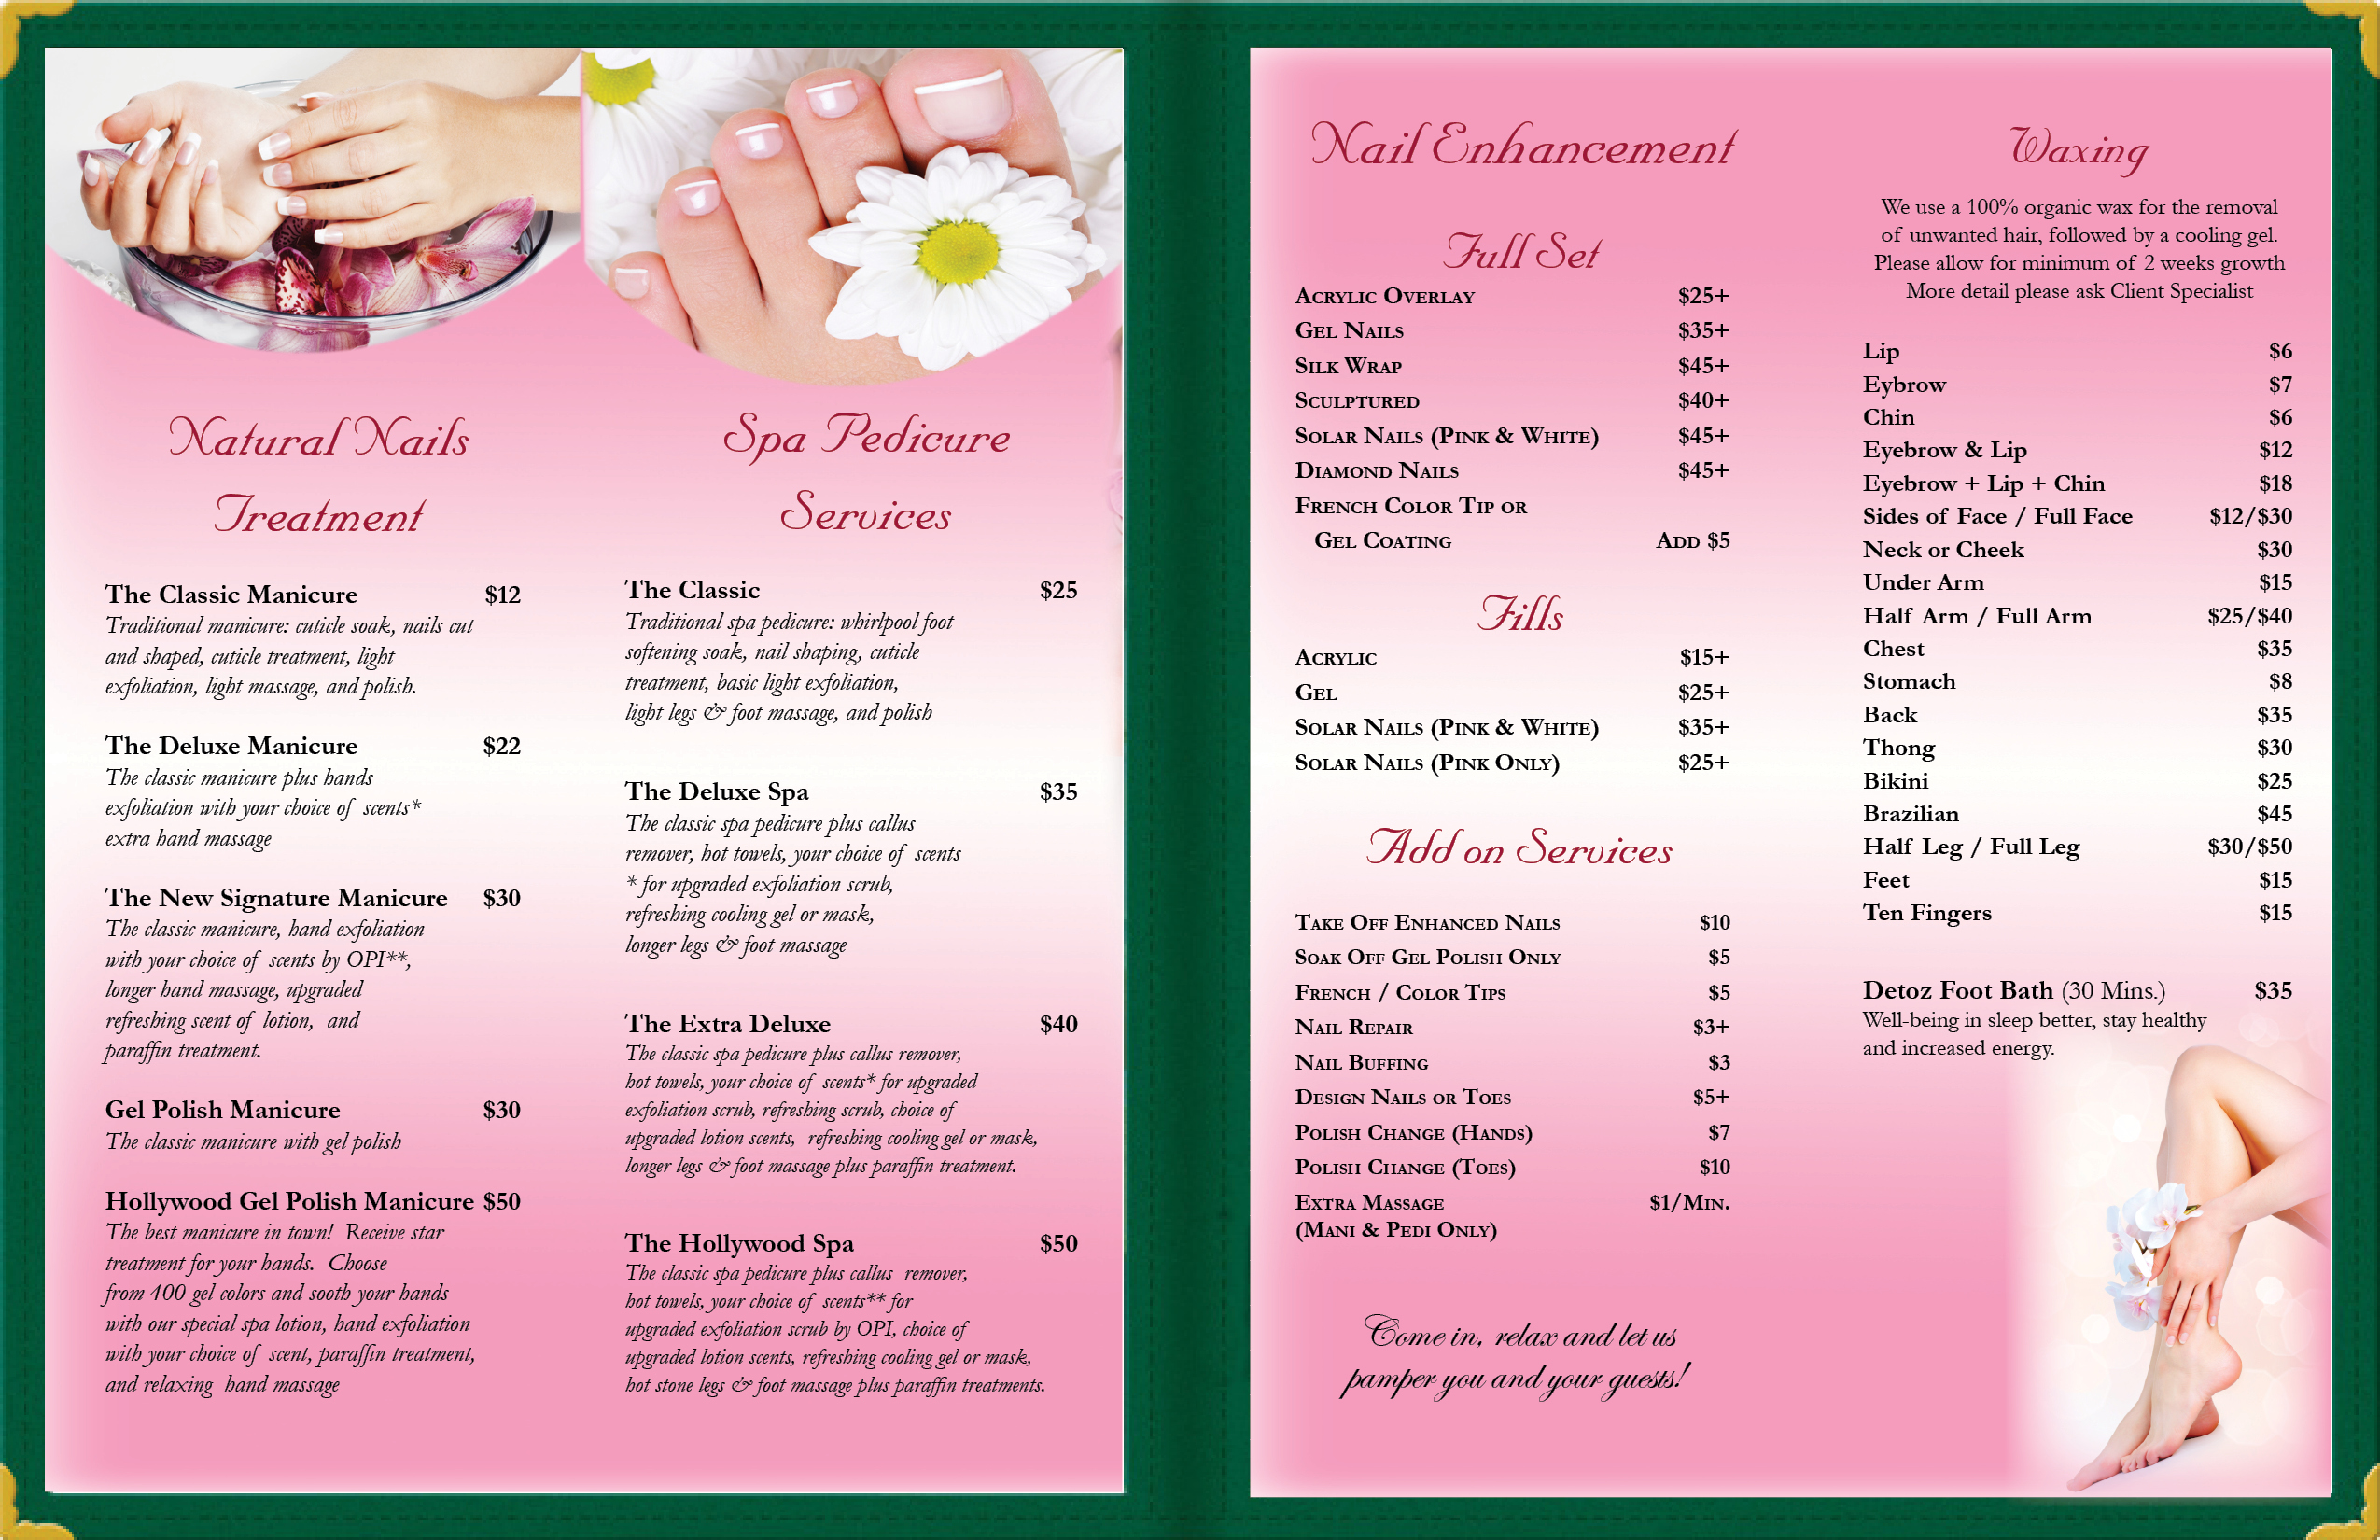 Natural Nails
Treatment
The Classic Manicure $12
Traditional manicure: cuticle soak, nails cut
and shaped, cuticle treatment, light
exfoliation, light massage, and polish.
The Deluxe Manicure $22
The classic manicure plus hands
exfoliation with your choice of scents*
extra hand massage
The New Signature Manicure $30
The classic manicure, hand exfoliation
with your choice of scents by OPI**,
longer hand massage, upgraded
refreshing scent of lotion, and
paraffin treatment.
Gel Polish Manicure $30
The classic manicure with gel polish
Hollywood Gel Polish Manicure $50
The best manicure in town! Receive star
treatment for your hands. Choose
from 400 gel colors and sooth your hands
with our special spa lotion, hand exfoliation
with your choice of scent, paraffin treatment,
and relaxing hand massage
Spa Pedicure
Services
The Classic $25
Traditional spa pedicure: whirlpool foot
softening soak, nail shaping, cuticle
treatment, basic light exfoliation,
light legs & foot massage, and polish
The Deluxe Spa $35
The classic spa pedicure plus callus
remover, hot towels, your choice of scents
* for upgraded exfoliation scrub,
refreshing cooling gel or mask,
longer legs & foot massage
The Extra Deluxe $40
The classic spa pedicure plus callus remover,
hot towels, your choice of scents* for upgraded
exfoliation scrub, refreshing scrub, choice of
upgraded lotion scents, refreshing cooling gel or mask,
longer legs & foot massage plus paraffin treatment.
The Hollywood Spa $50
The classic spa pedicure plus callus remover,
hot towels, your choice of scents** for
upgraded exfoliation scrub by OPI, choice of
upgraded lotion scents, refreshing cooling gel or mask,
hot stone legs & foot massage plus paraffin treatments.
Nail Enhancement
Full Set
Acrylic Overlay $25+
Gel Nails $35+
Silk Wrap $45+
Sculptured $40+
Solar Nails (Pink & White) $45+
Diamond Nails $45+
French Color Tip or
Gel Coating Add $5
Fills
Acrylic $15+
Gel $25+
Solar Nails (Pink & White) $35+
Solar Nails (Pink Only) $25+
Add on Services
Take Off Enhanced Nails $10
Soak Off Gel Polish Only $5
French / Color Tips $5
Nail Repair $3+
Nail Buffing $3
Design Nails or Toes $5+
Polish Change (Hands) $7
Polish Change (Toes) $10
Extra Massage $1/Min.
(Mani & Pedi Only)
Come in, relax and let us
pamper you and your guests!
Waxing
We use a 100% organic wax for the removal
of unwanted hair, followed by a cooling gel.
Please allow for minimum of 2 weeks growth
More detail please ask Client Specialist
Lip $6
Eybrow $7
Chin $6
Eyebrow & Lip $12
Eyebrow + Lip + Chin $18
Sides of Face / Full Face $12/$30
Neck or Cheek $30
Under Arm $15
Half Arm / Full Arm $25/$40
Chest $35
Stomach $8
Back $35
Thong $30
Bikini $25
Brazilian $45
Half Leg / Full Leg $30/$50
Feet $15
Ten Fingers $15
Detoz Foot Bath (30 Mins.) $35
Well-being in sleep better, stay healthy
and increased energy.